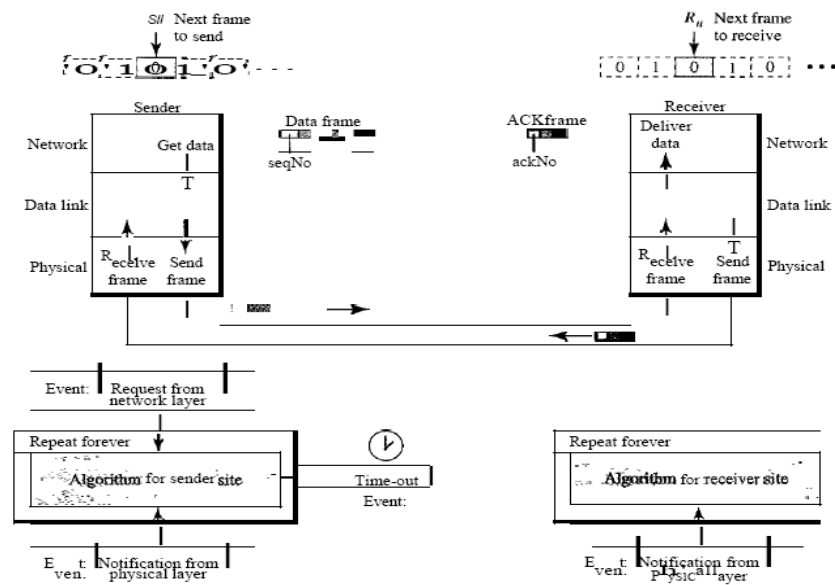 SII Next frame
to send
Rn Next frame
to receive
0 1 0 1 0
0 1 0 1 0 •••
Sender
Receiver
Data frame
ACKframe
seqNo
ackNo
Network
Get data
Deliver
data
Network
Data link
Data link
Physical
Receive
frame
Send
frame
Receive
frame
Send
frame
Physical
Event:
Request from
network layer
Repeat forever
Algorithm for sender site
Time-out
Event:
Repeat forever
Algorithm for receiver site
Notification from
physical layer
Notification from